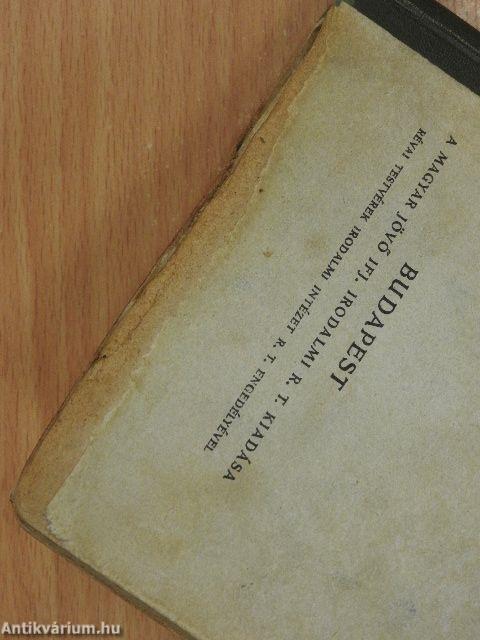 BUDAPEST
A MAGYAR JÖVŐ IFJ. IRODALMI R. T. KIADÁSA
RÉVAI TESTVÉREK IRODALMI INTÉZET R. T. ENGEDÉLYÉVEL
Antikvárium.hu